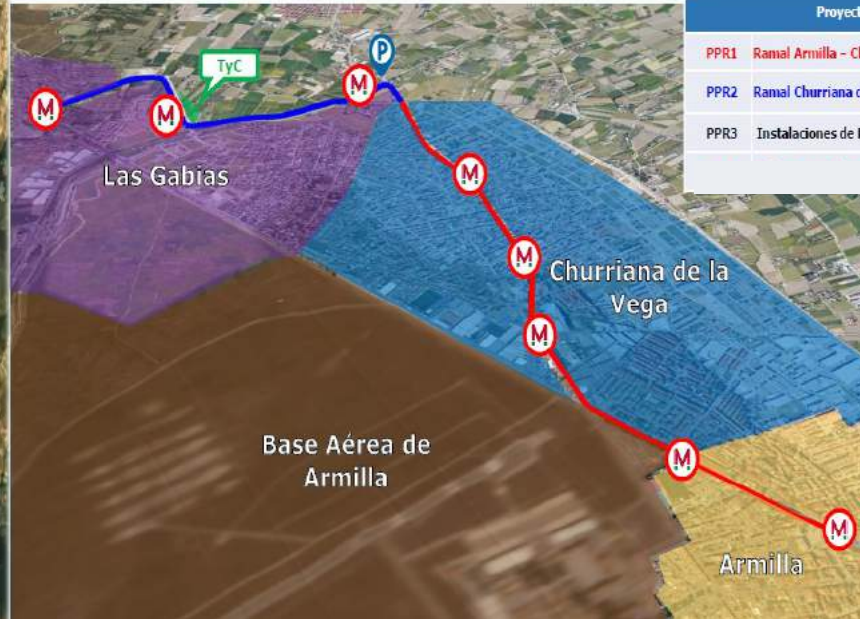 Proyect
PPR1 Ramal Armilla – Cl
PPR2 Ramal Churriana d
PPR3 Instalaciones de
P
TyC
M
M
M
Las Gabias
M
M
Churriana de la
Vega
M
Base Aérea de
Armilla
M
M
Armilla